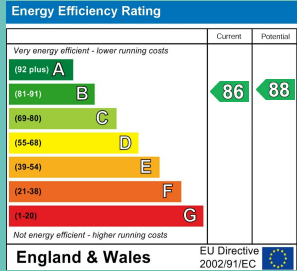 Energy Efficiency Rating
Current Potential
Very energy efficient - lower running costs
(92 plus) A
(81-91) B 86 88
(69-80) C
(55-68) D
(39-54) E
(21-38) F
(1-20) G
Not energy efficient - higher running costs
England & Wales
EU Directive
2002/91/EC